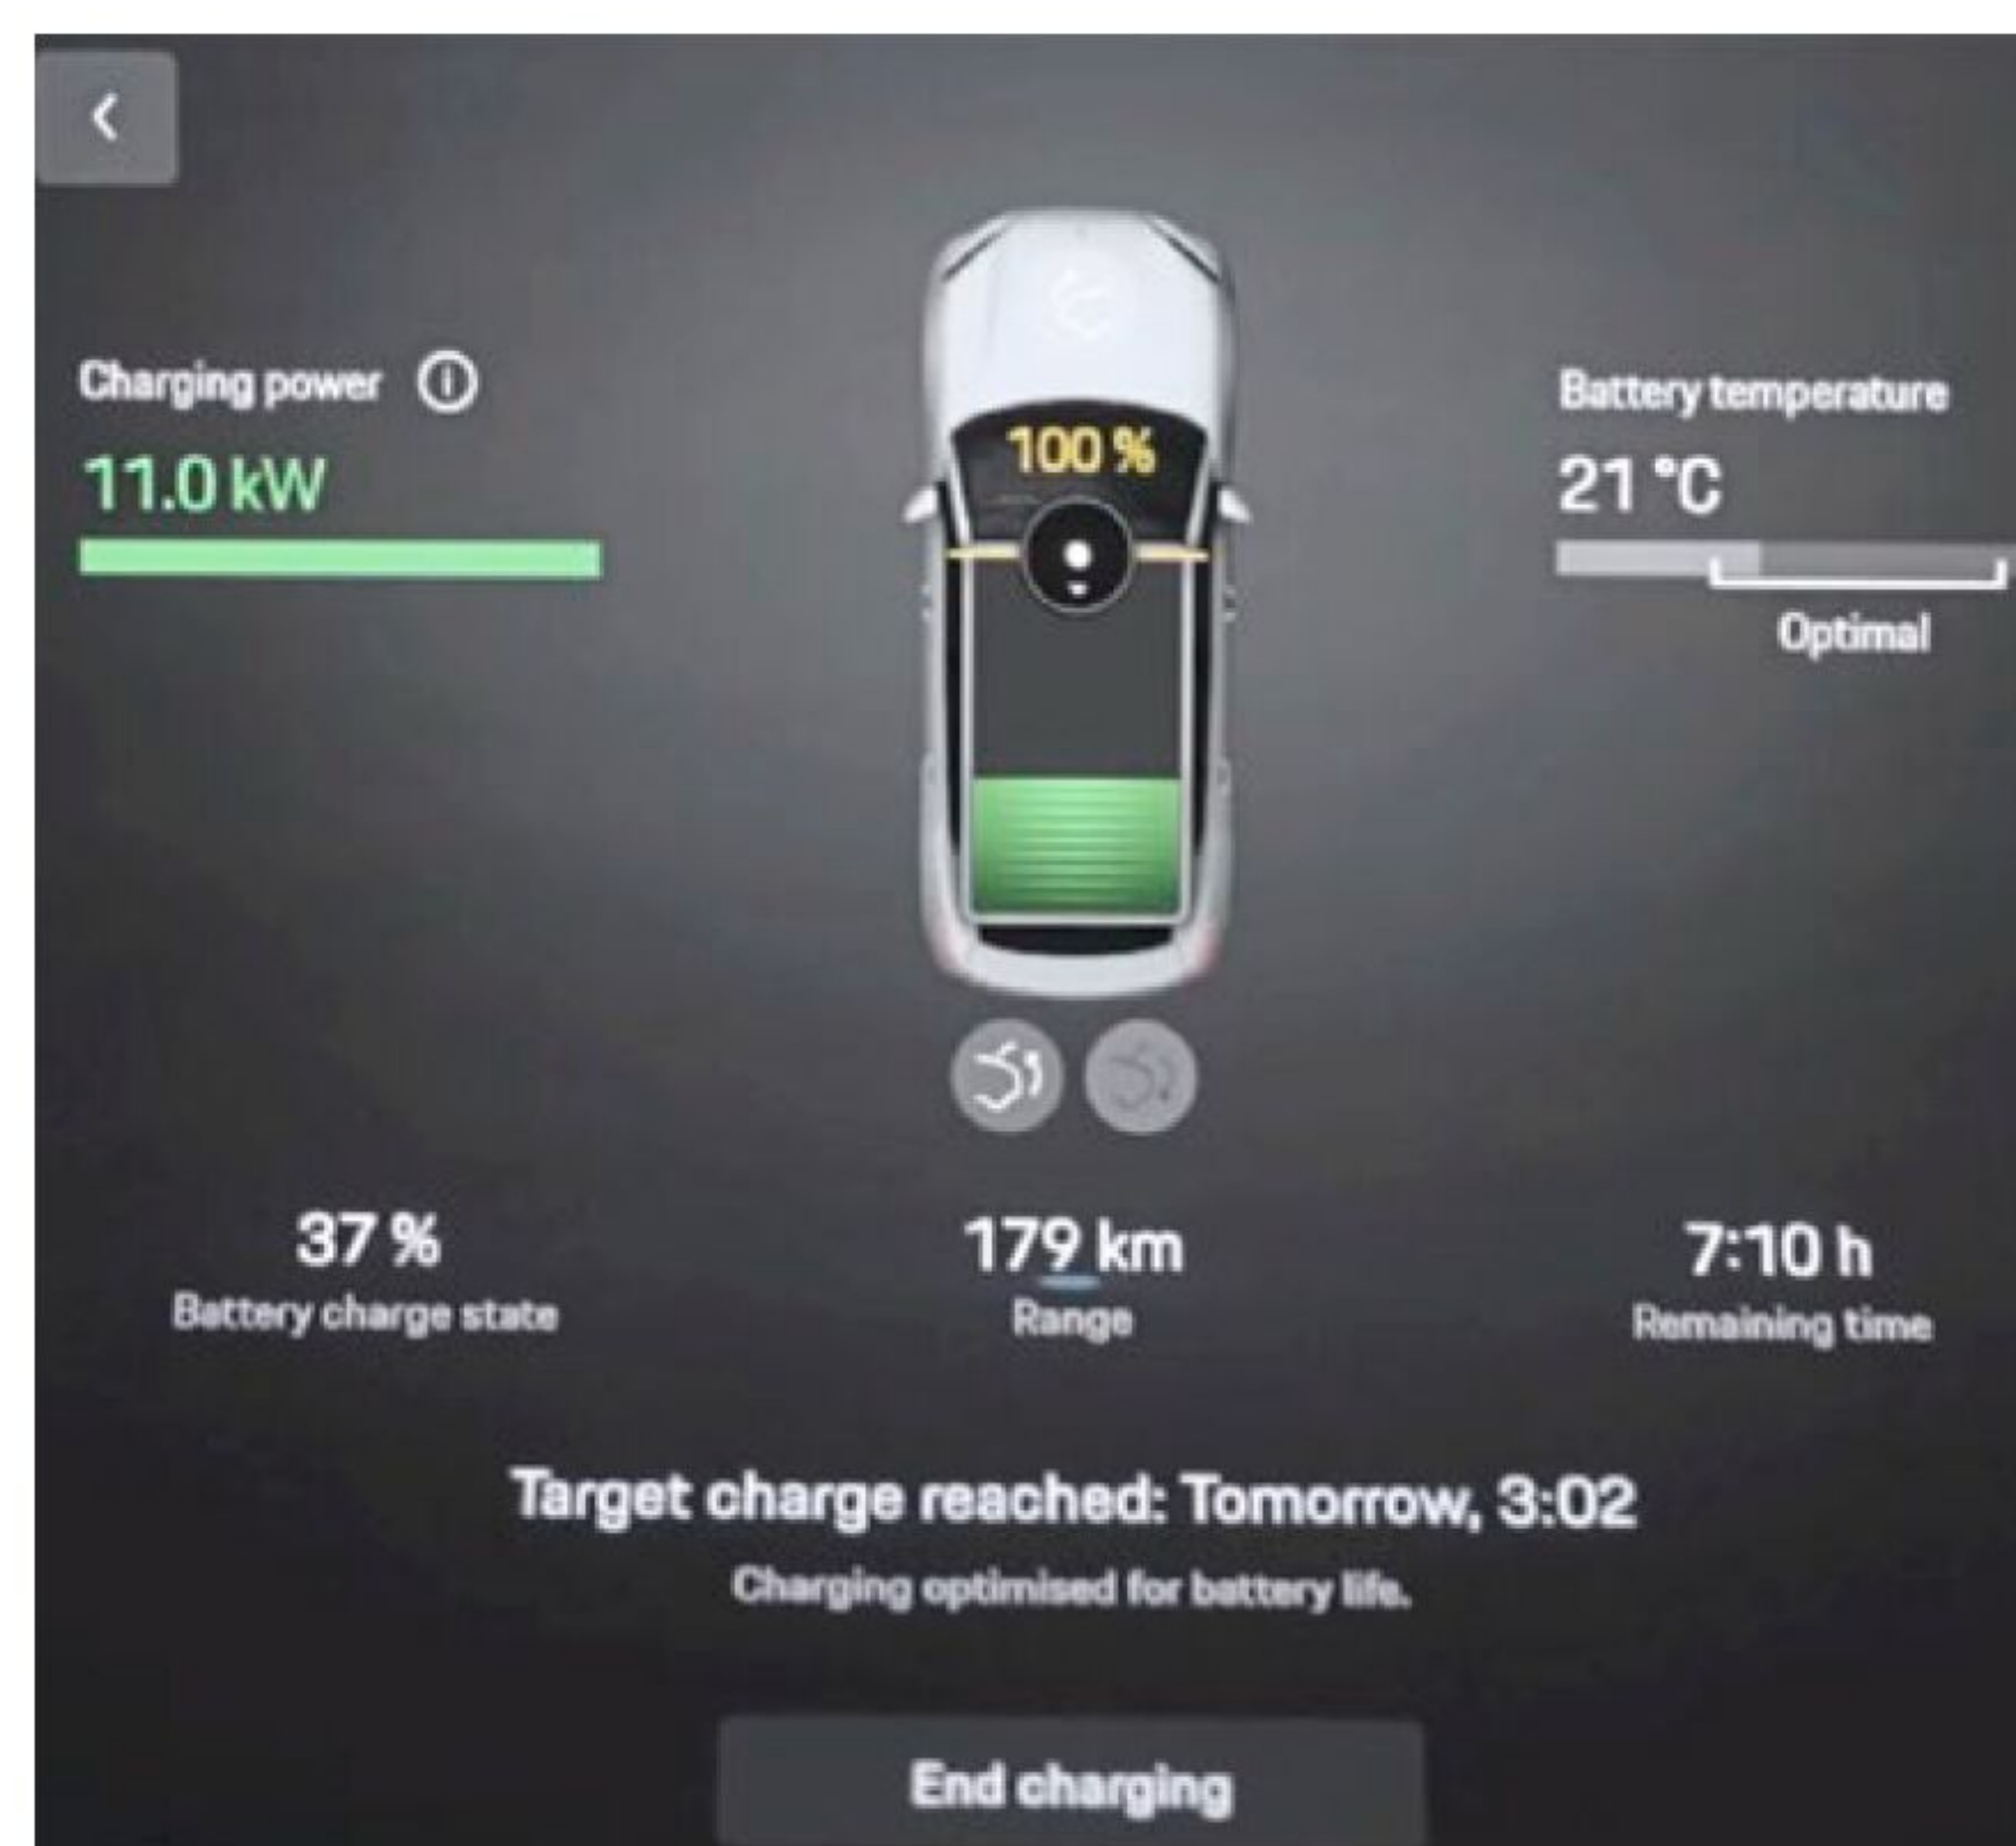 Charging power
11.0 kW
100 %
Battery temperature
21 °C
Optimal
37 %
Battery charge state
179 km
Range
7:10 h
Remaining time
Target charge reached: Tomorrow, 3:02
Charging optimised for battery life.
End charging